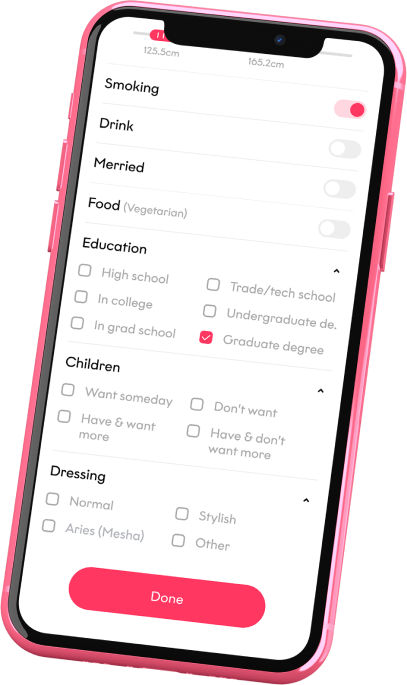 125.5cm 165.2cm
Smoking
Drink
Merried
Food (Vegetarian)
Education
High school Trade/tech school
In college Undergraduate de.
In grad school Graduate degree
Children
Want someday Don't want
Have & want more Have & don't want more
Dressing
Normal Stylish
Aries (Mesha) Other
Done